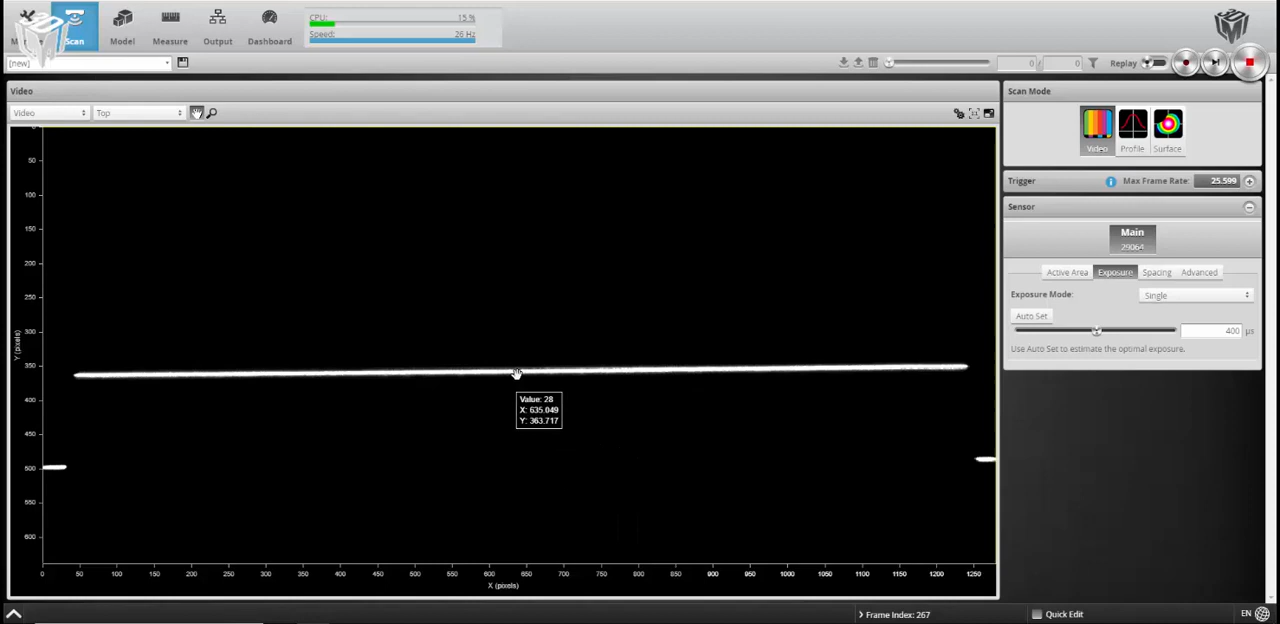 CPU: 15 %
Speed: 26 Hz
Scan Model Measure Output Dashboard
[new] 0 / 0 Replay
Video
Video Top
0
50
100
150
200
250
300
350
400
450
500
550
600
Y (pixels)
Value: 28
X: 635.049
Y: 363.717
0 50 100 150 200 250 300 350 400 450 500 550 600 650 700 750 800 850 900 950 1000 1050 1100 1150 1200 1250
X (pixels)
Scan Mode
Video Profile Surface
Trigger Max Frame Rate: 25.599
Sensor
Main
29064
Active Area Exposure Spacing Advanced
Exposure Mode: Single
Auto Set
400 µs
Use Auto Set to estimate the optimal exposure.
Frame Index: 267 Quick Edit EN